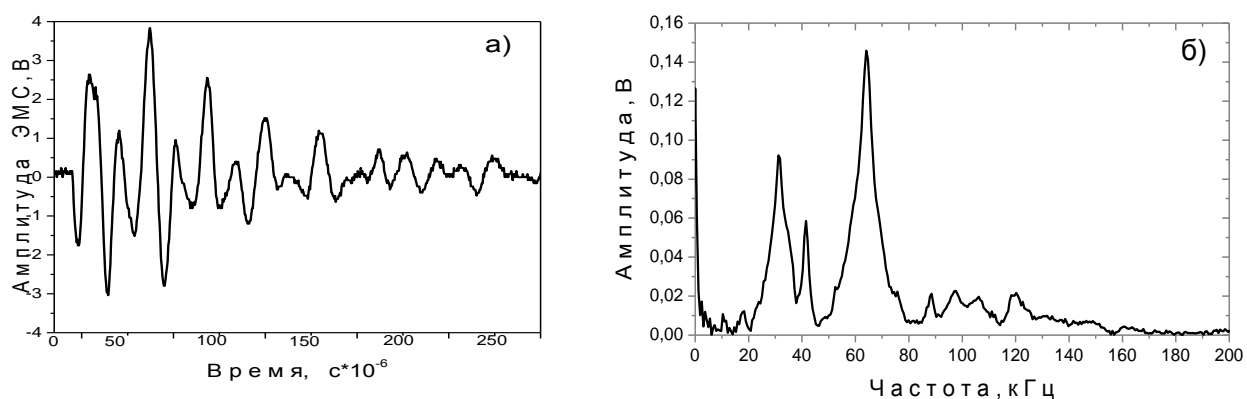 а)
Амплитуда ЭМС, В
4
3
2
1
0
-1
-2
-3
-4
0 50 100 150 200 250
Время, с*10-6
б)
Амплитуда, В
0,16
0,14
0,12
0,10
0,08
0,06
0,04
0,02
0,00
0 20 40 60 80 100 120 140 160 180 200
Частота, кГц